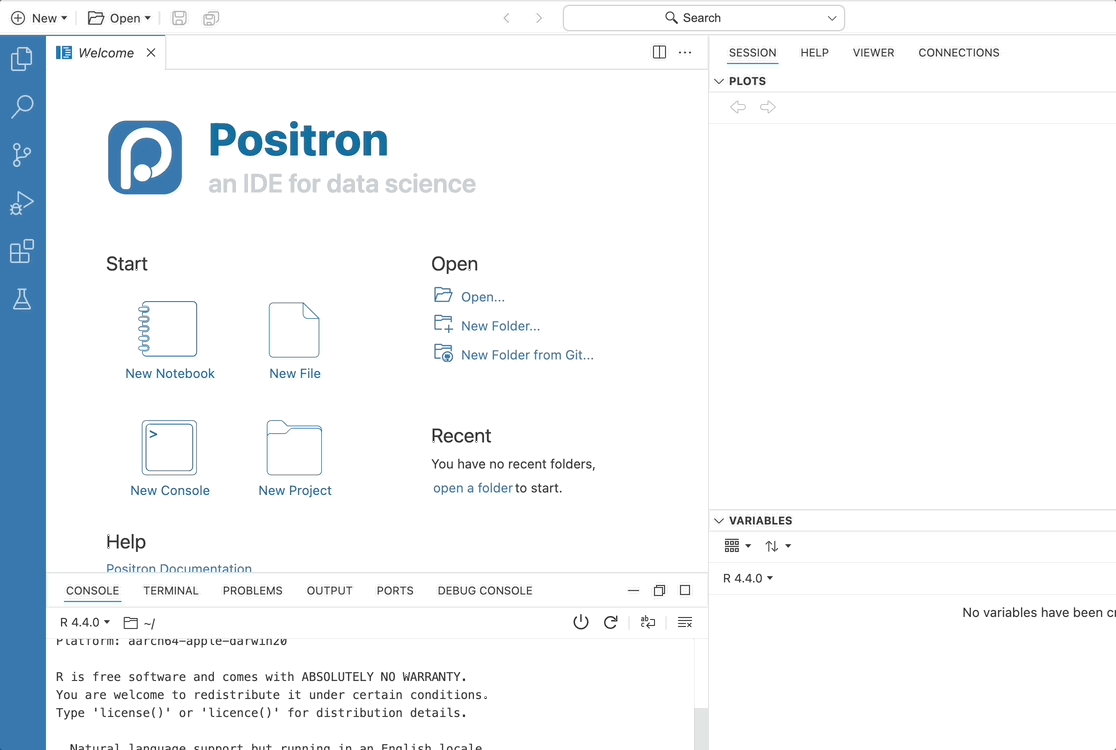 New
Open
Search
Welcome
Positron
an IDE for data science
Start
New Notebook
New File
New Console
New Project
Help
Positron Documentation
Open
Open...
New Folder...
New Folder from Git...
Recent
You have no recent folders,
open a folder to start.
CONSOLE TERMINAL PROBLEMS OUTPUT PORTS DEBUG CONSOLE
R 4.4.0 ~/
Platform: aarch64-apple-darwin20
R is free software and comes with ABSOLUTELY NO WARRANTY.
You are welcome to redistribute it under certain conditions.
Type 'license()' or 'licence()' for distribution details.
Natural language support but running in an English locale
SESSION HELP VIEWER CONNECTIONS
PLOTS
VARIABLES
R 4.4.0
No variables have been